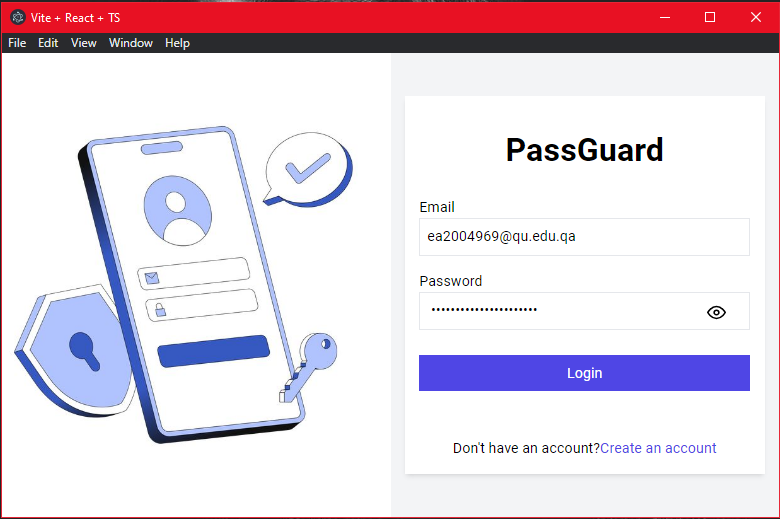 Vite + React + TS
File Edit View Window Help
PassGuard
Email
ea2004969@qu.edu.qa
Password
••••••••••••••••••••••
Login
Don't have an account?Create an account